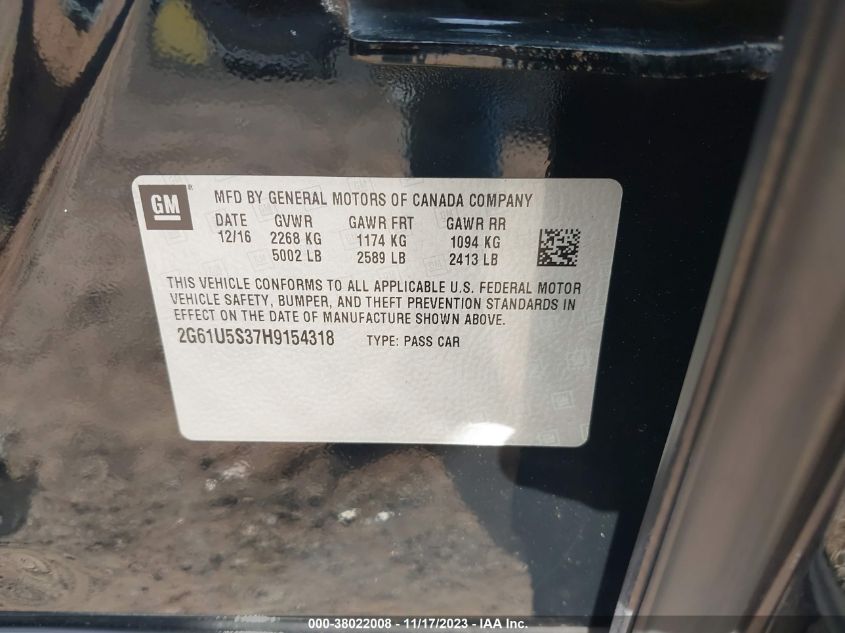 GM
MFD BY GENERAL MOTORS OF CANADA COMPANY
DATE GVWR GAWR FRT GAWR RR
12/16 2268 KG 1174 KG 1094 KG
5002 LB 2589 LB 2413 LB
THIS VEHICLE CONFORMS TO ALL APPLICABLE U.S. FEDERAL MOTOR
VEHICLE SAFETY, BUMPER, AND THEFT PREVENTION STANDARDS IN
EFFECT ON THE DATE OF MANUFACTURE SHOWN ABOVE.
2G61U5S37H9154318 TYPE: PASS CAR
000-38022008 - 11/17/2023 - IAA Inc.